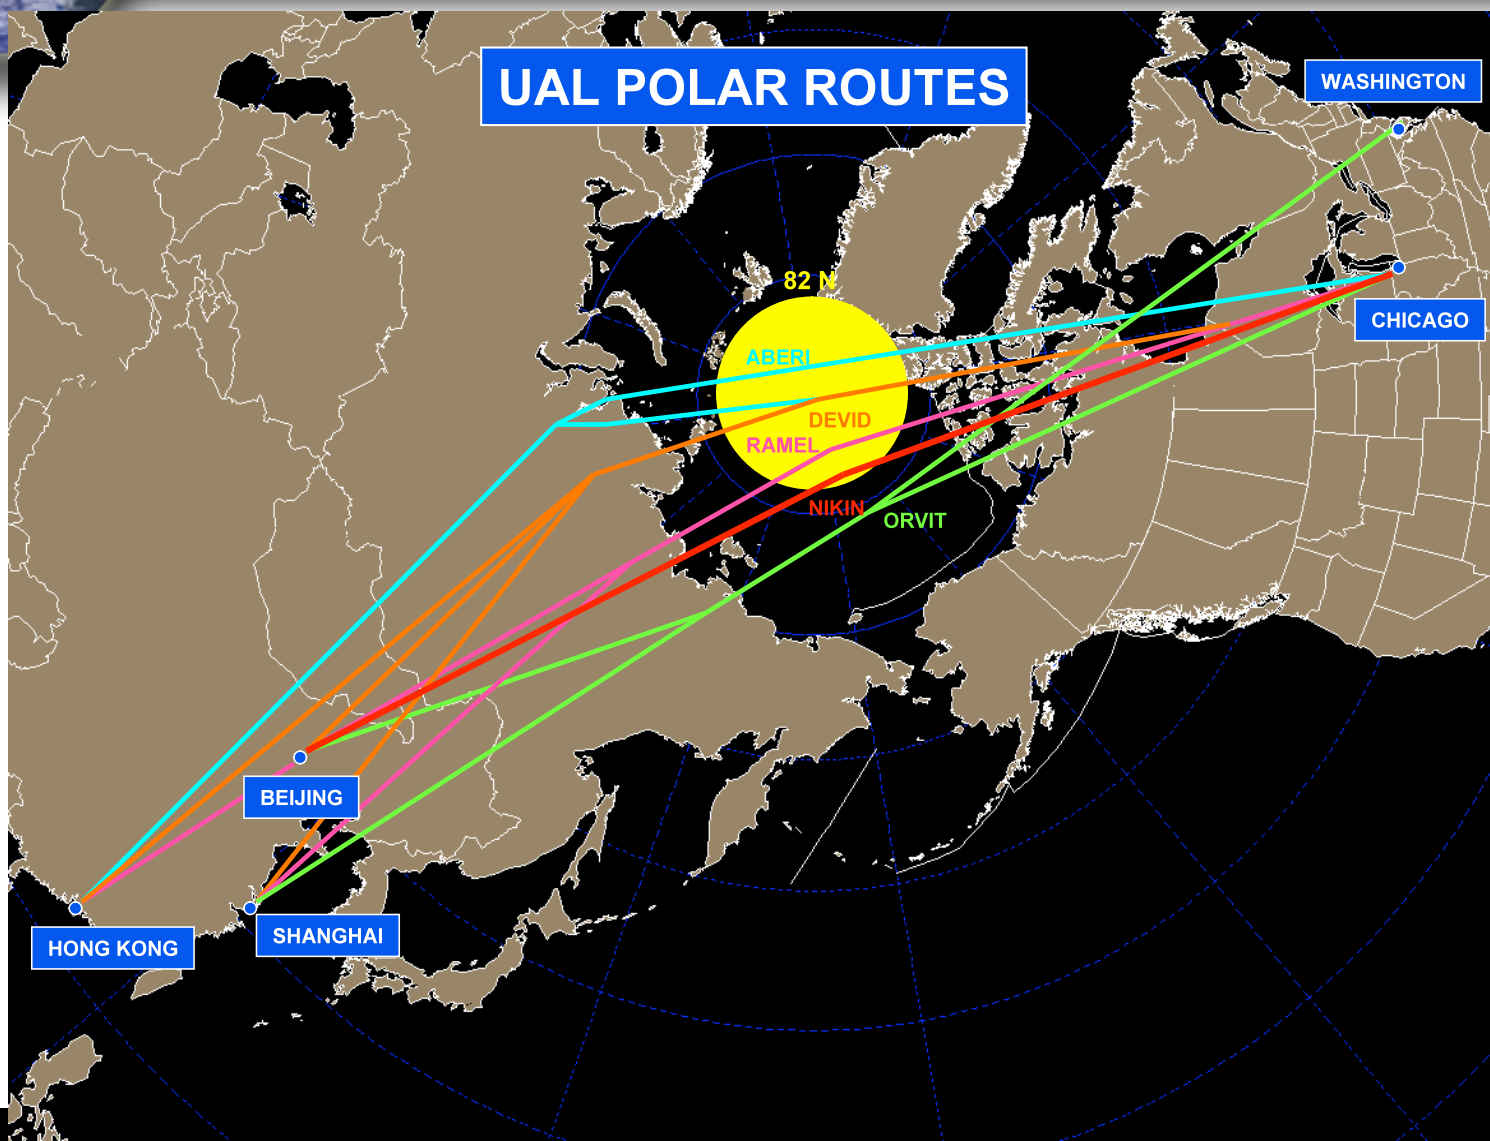 UAL POLAR ROUTES
WASHINGTON
82 N
CHICAGO
ABERI
DEVID
RAMEL
NIKIN
ORVIT
BEIJING
SHANGHAI
HONG KONG